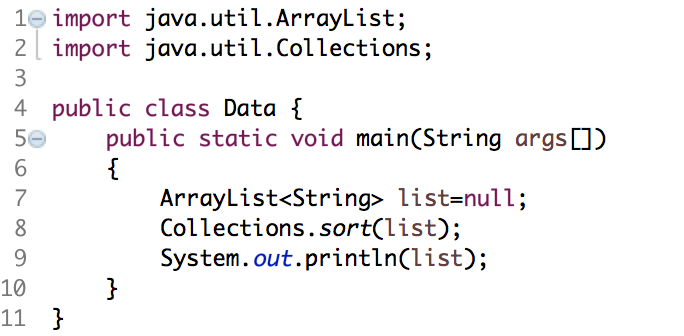 1 import java.util.ArrayList;
2 import java.util.Collections;
3
4 public class Data {
5     public static void main(String args[])
6     {
7         ArrayList<String> list=null;
8         Collections.sort(list);
9         System.out.println(list);
10     }
11 }